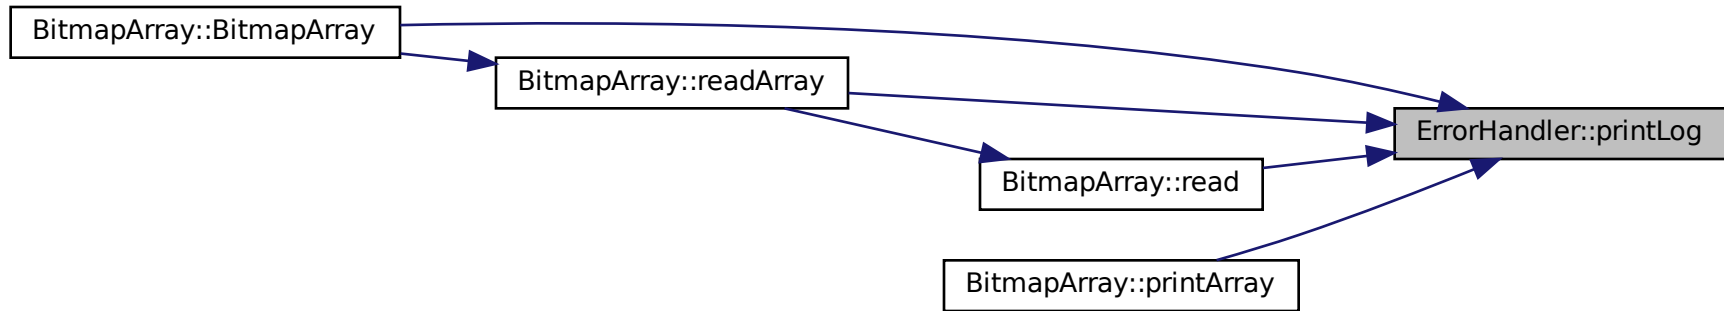 BitmapArray::BitmapArray
BitmapArray::readArray
ErrorHandler::printLog
BitmapArray::read
BitmapArray::printArray